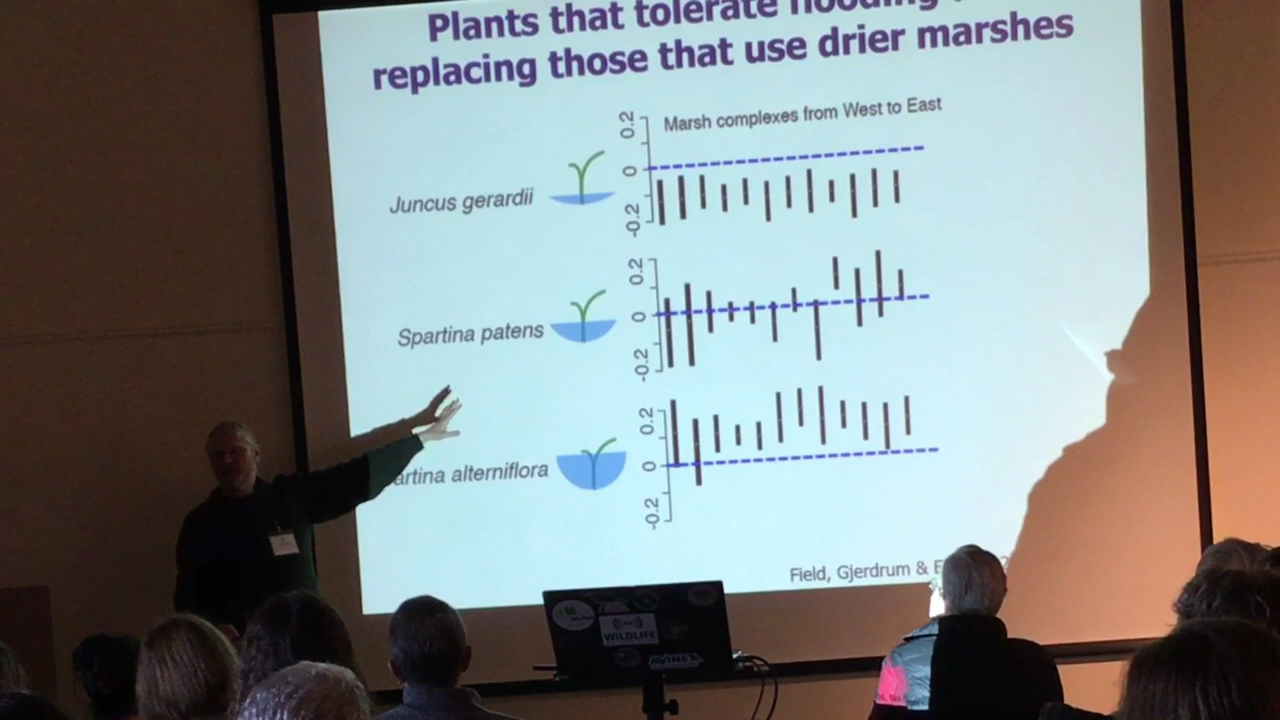 Plants that tolerate flooding
replacing those that use drier marshes
Marsh complexes from West to East
0.2
0
-0.2
Juncus gerardii
0.2
0
-0.2
Spartina patens
0.2
0
-0.2
artina alterniflora
Field, Gjerdrum &
WILDLIFE